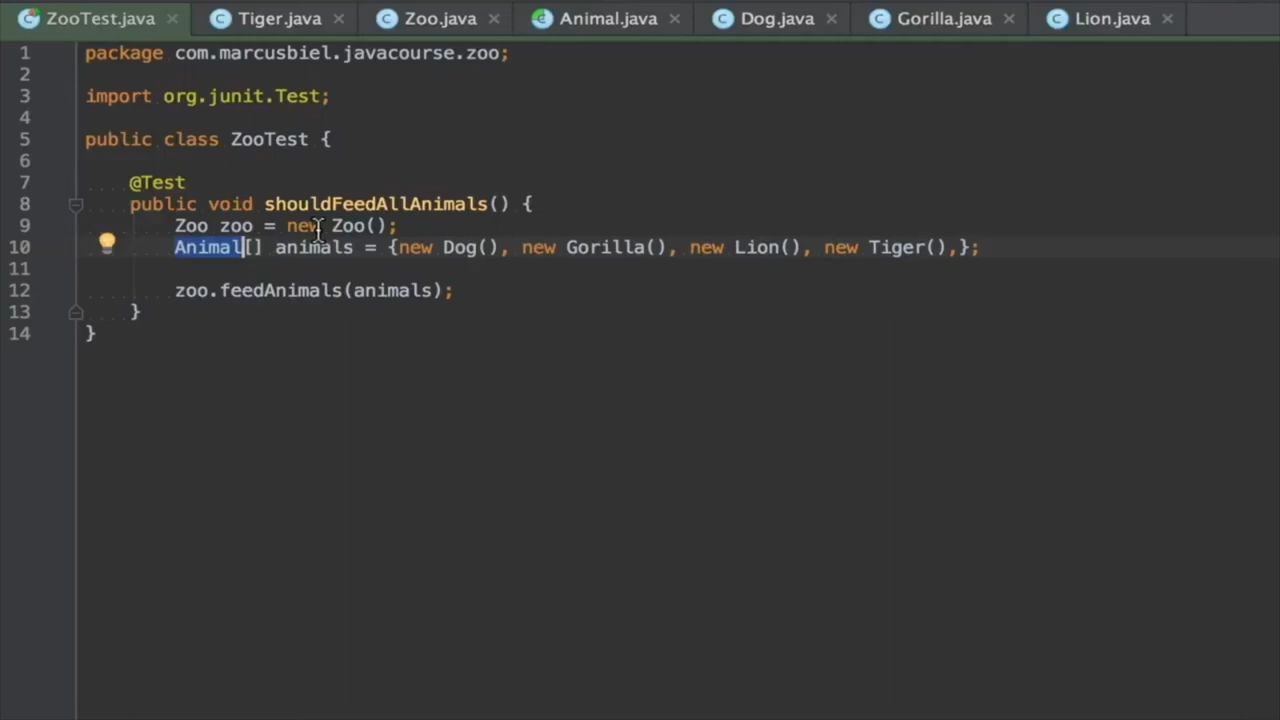 ZooTest.java Tiger.java Zoo.java Animal.java Dog.java Gorilla.java Lion.java
1 package com.marcusbiel.javacourse.zoo;
2
3 import org.junit.Test;
4
5 public class ZooTest {
6
7 @Test
8 public void shouldFeedAllAnimals() {
9 Zoo zoo = new Zoo();
10 Animal[] animals = {new Dog(), new Gorilla(), new Lion(), new Tiger(),};
11
12 zoo.feedAnimals(animals);
13 }
14 }